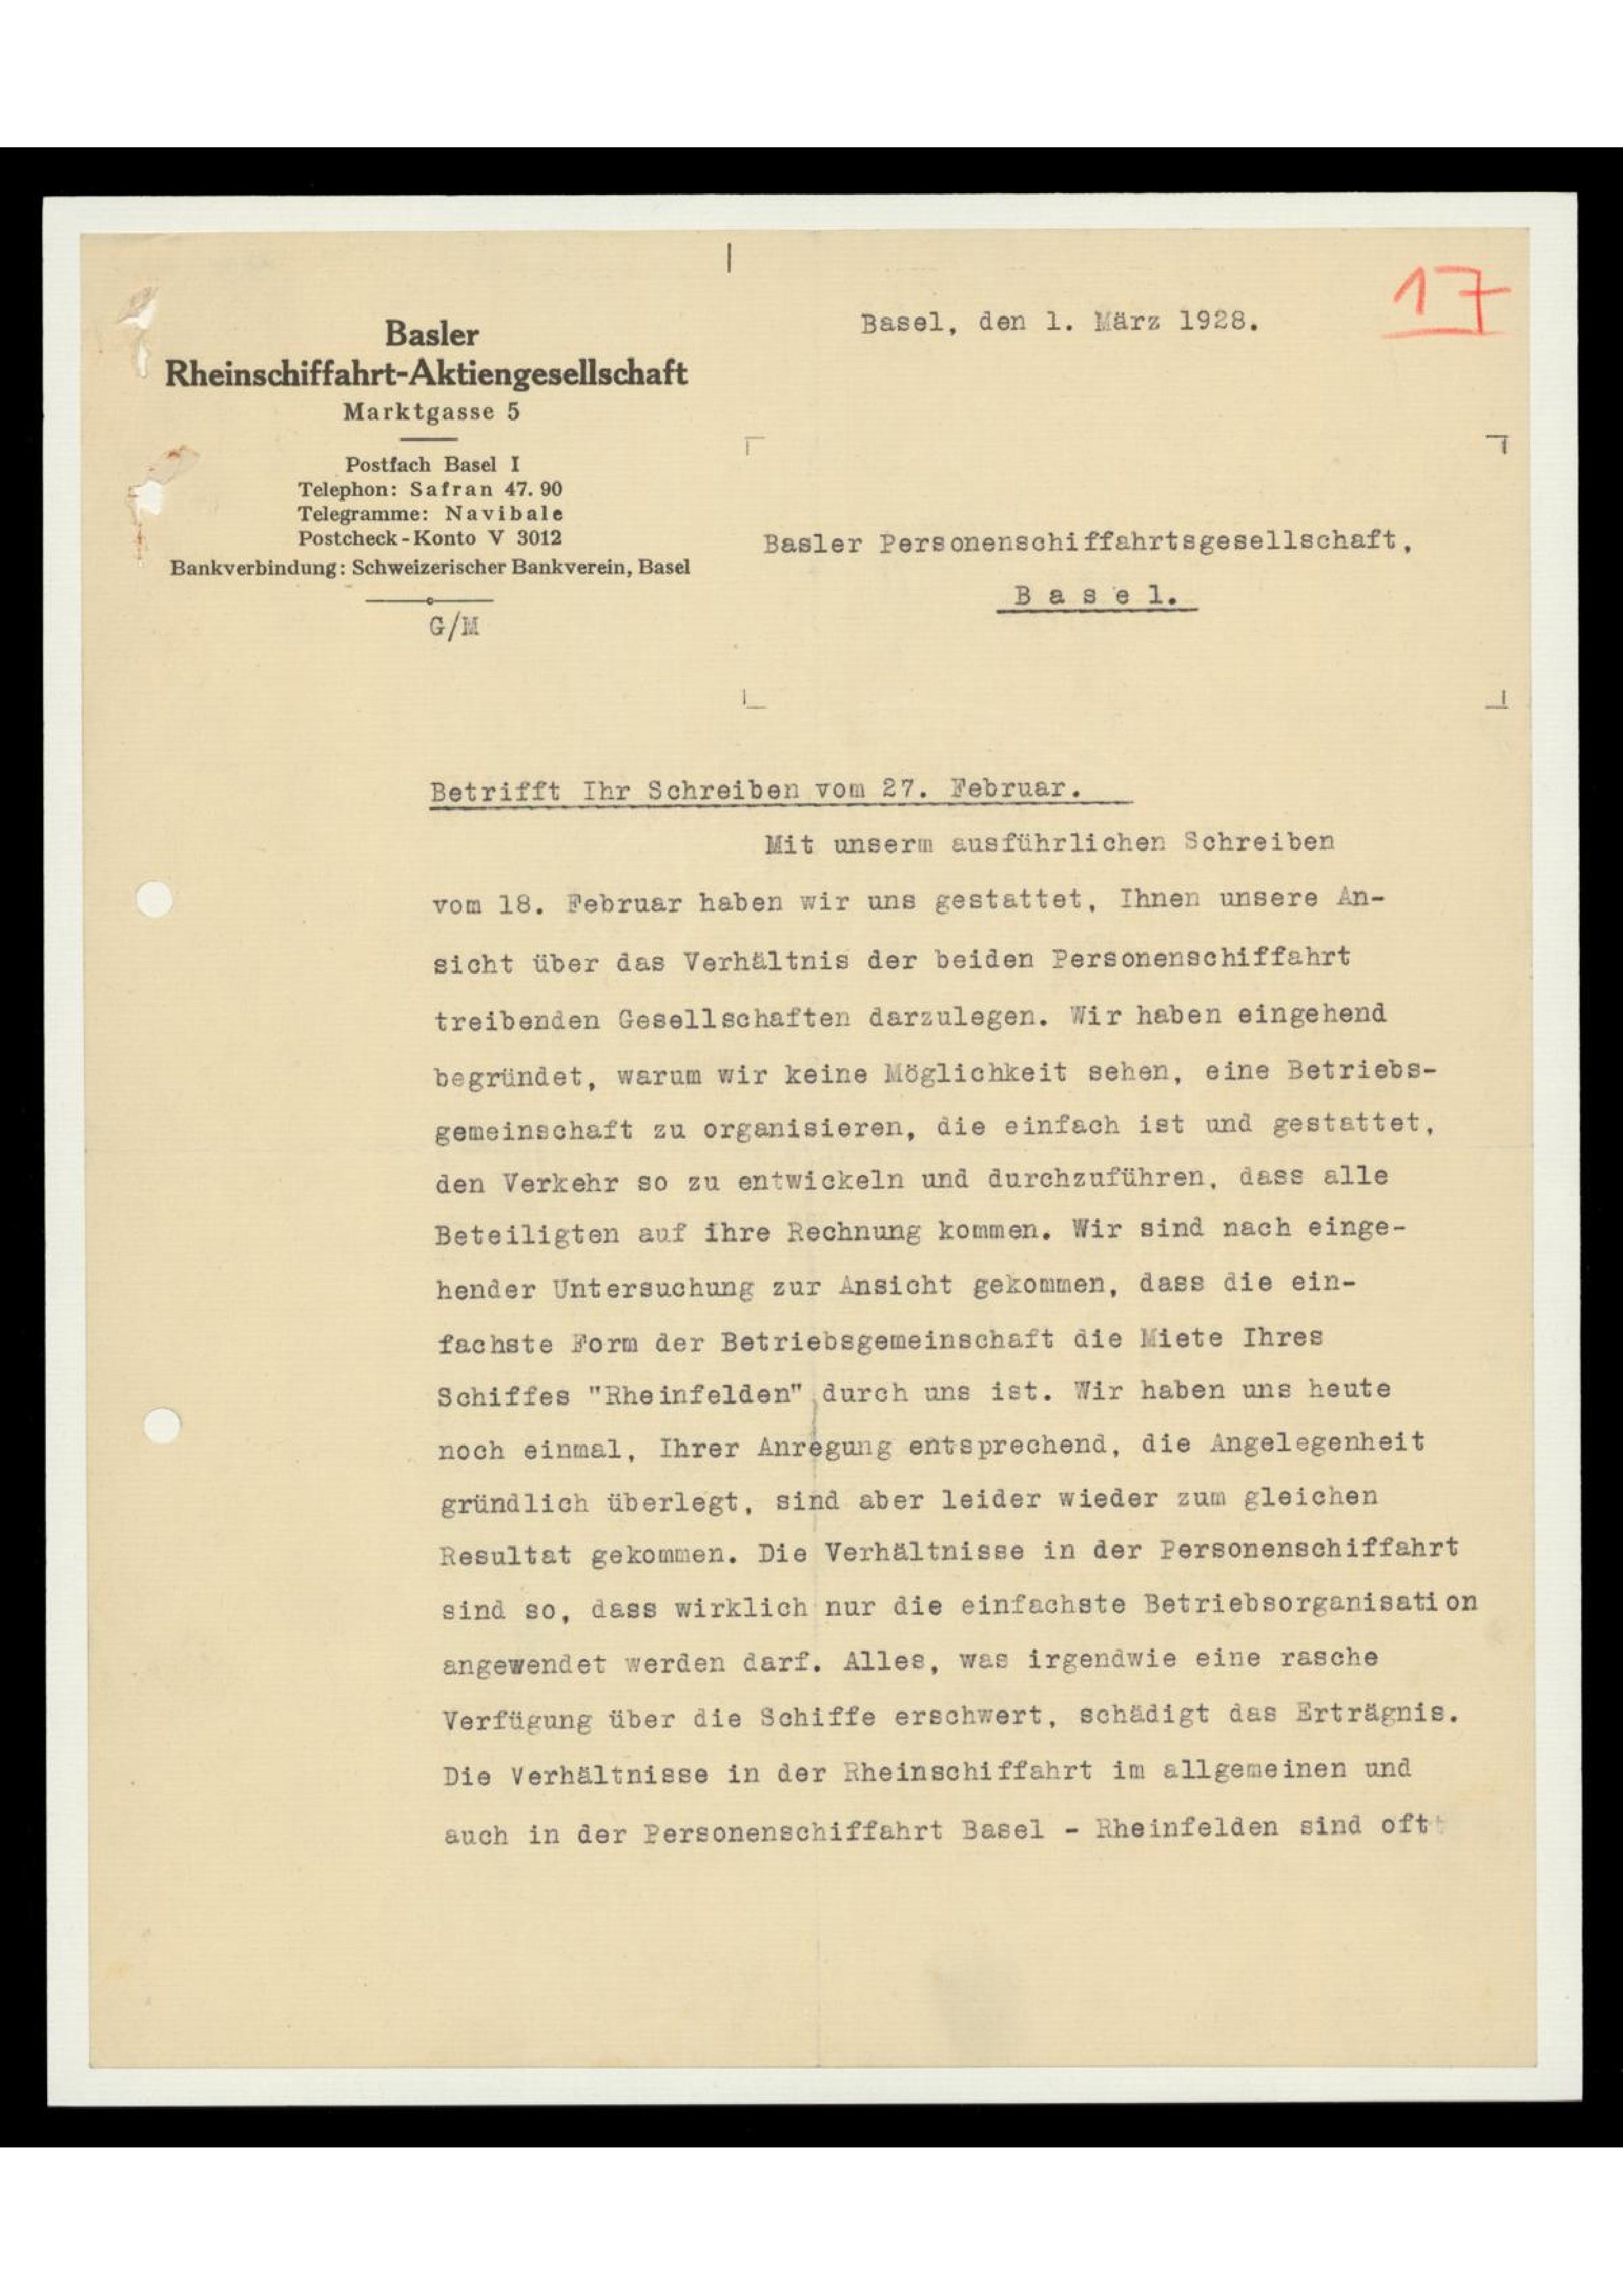 17
Basel, den 1. März 1928.
Basler
Rheinschiffahrt-Aktiengesellschaft
Marktgasse 5
Postfach Basel I
Telephon: Safran 47.90
Telegramme: Navibale
Postcheck-Konto V 3012
Bankverbindung: Schweizerischer Bankverein, Basel
G/M
Basler Personenschiffahrtsgesellschaft,
B a s e l.
Betrifft Ihr Schreiben vom 27. Februar.
Mit unserm ausführlichen Schreiben
vom 18. Februar haben wir uns gestattet, Ihnen unsere An-
sicht über das Verhältnis der beiden Personenschiffahrt
treibenden Gesellschaften darzulegen. Wir haben eingehend
begründet, warum wir keine Möglichkeit sehen, eine Betriebs-
gemeinschaft zu organisieren, die einfach ist und gestattet,
den Verkehr so zu entwickeln und durchzuführen, dass alle
Beteiligten auf ihre Rechnung kommen. Wir sind nach einge-
hender Untersuchung zur Ansicht gekommen, dass die ein-
fachste Form der Betriebsgemeinschaft die Miete Ihres
Schiffes "Rheinfelden" durch uns ist. Wir haben uns heute
noch einmal, Ihrer Anregung entsprechend, die Angelegenheit
gründlich überlegt, sind aber leider wieder zum gleichen
Resultat gekommen. Die Verhältnisse in der Personenschiffahrt
sind so, dass wirklich nur die einfachste Betriebsorganisation
angewendet werden darf. Alles, was irgendwie eine rasche
Verfügung über die Schiffe erschwert, schädigt das Erträgnis.
Die Verhältnisse in der Rheinschiffahrt im allgemeinen und
auch in der Personenschiffahrt Basel - Rheinfelden sind oft